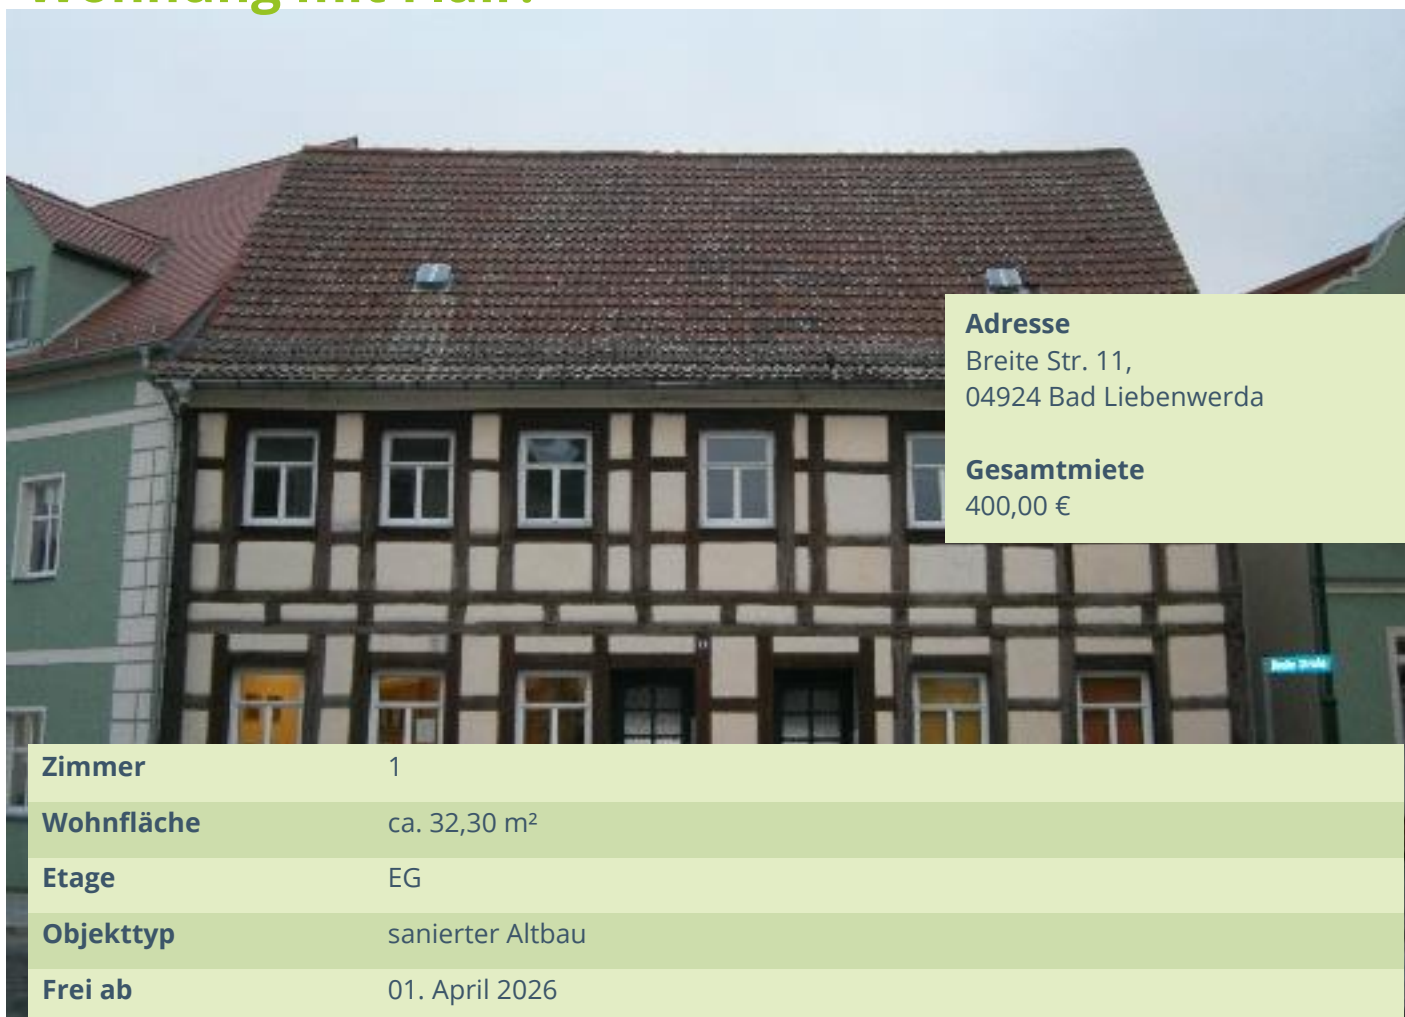 Adresse
Breite Str. 11,
04924 Bad Liebenwerda
Gesamtmiete
400,00 €
Zimmer 1
Wohnfläche ca. 32,30 m²
Etage EG
Objekttyp sanierter Altbau
Frei ab 01. April 2026